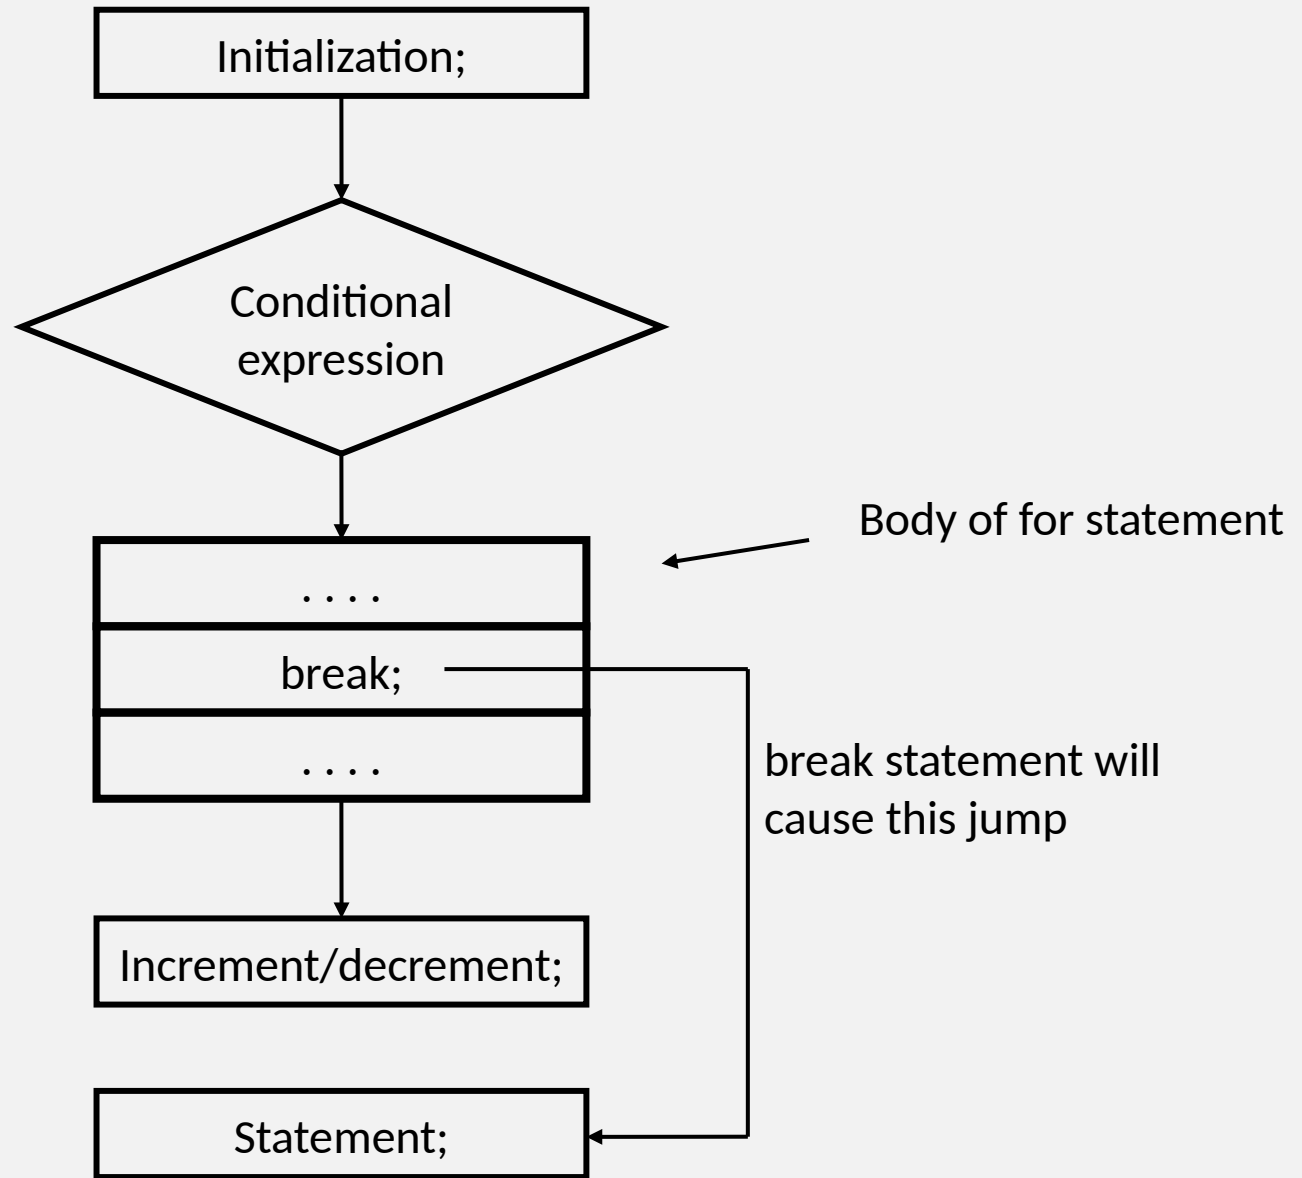 Initialization;
Conditional
expression
Body of for statement
. . . .
break;
. . . .
break statement will
cause this jump
Increment/decrement;
Statement;